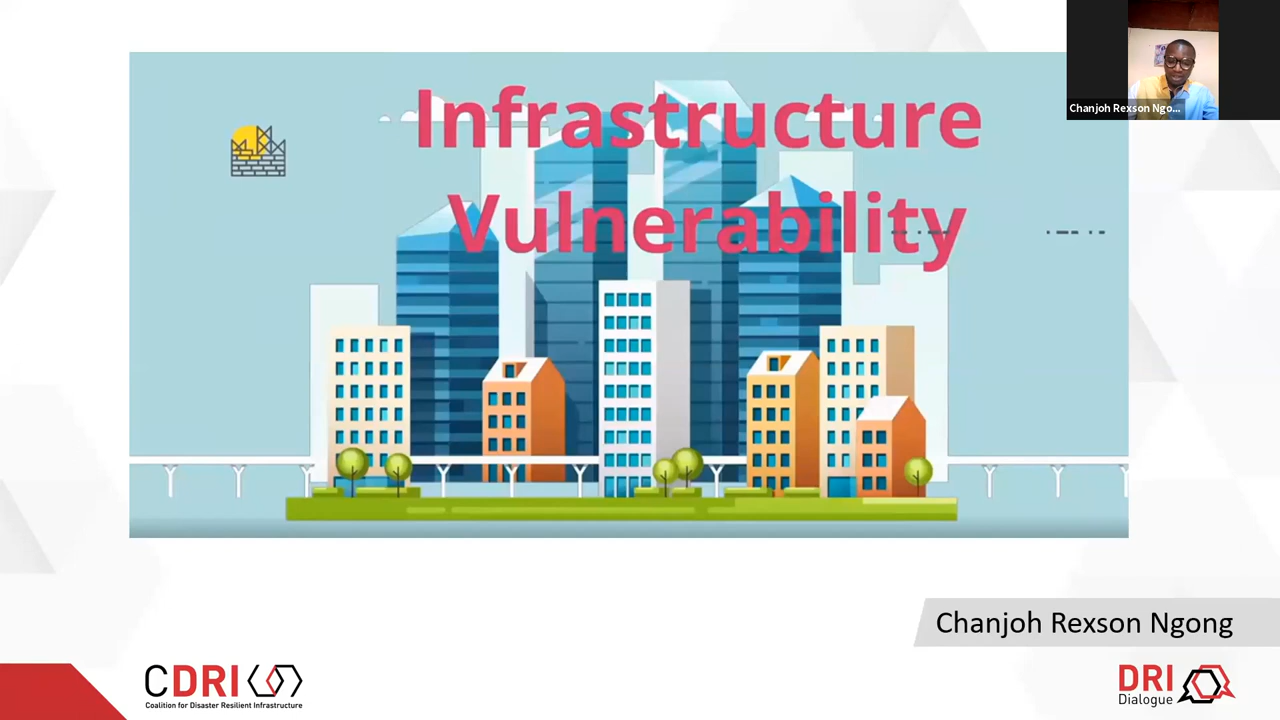 Infrastructure
Vulnerability
Chanjoh Rexson Ngo...
Chanjoh Rexson Ngong
CDRI
Coalition for Disaster Resilient Infrastructure
DRI
Dialogue